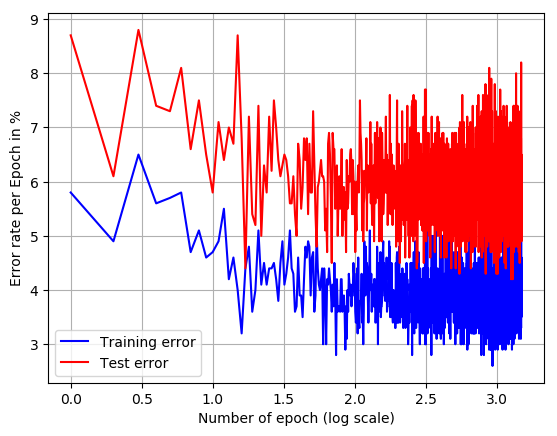 Error rate per Epoch in %
9
8
7
6
5
4
3
Training error
Test error
0.0 0.5 1.0 1.5 2.0 2.5 3.0
Number of epoch (log scale)